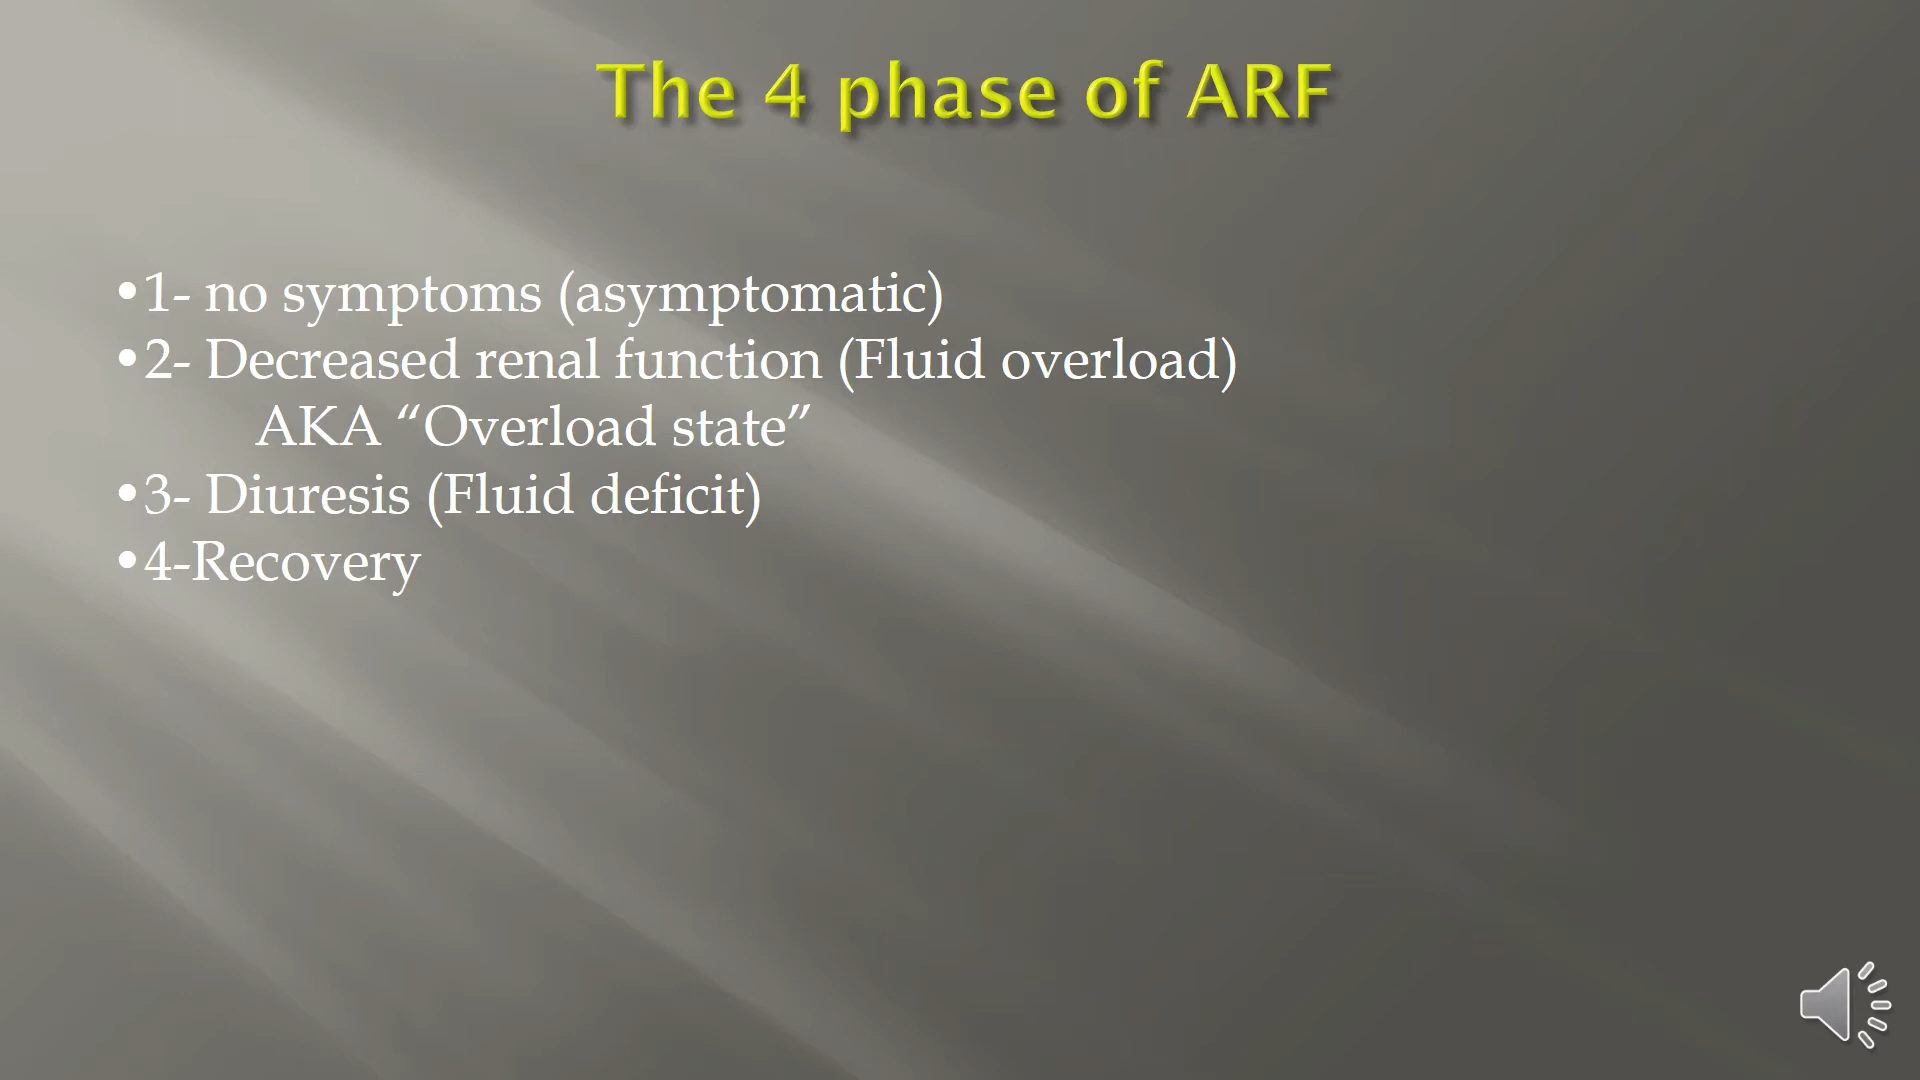 The 4 phase of ARF
•1- no symptoms (asymptomatic)
•2- Decreased renal function (Fluid overload)
AKA “Overload state”
•3- Diuresis (Fluid deficit)
•4-Recovery